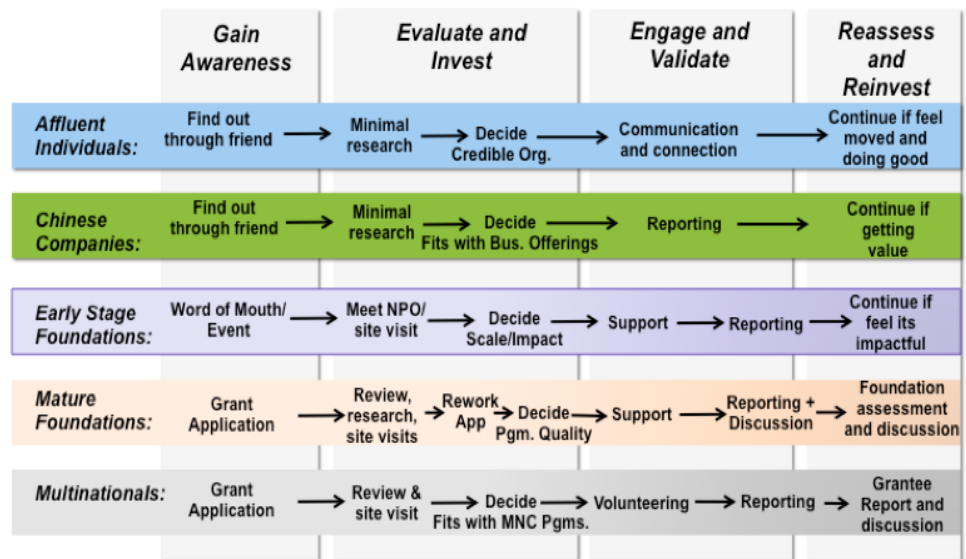 Gain
Awareness
Evaluate and
Invest
Engage and
Validate
Reassess
and
Reinvest
Affluent
Individuals:
Find out
through friend
Minimal
research
Decide
Credible Org.
Communication
and connection
Continue if feel
moved and
doing good
Chinese
Companies:
Find out
through friend
Minimal
research
Decide
Fits with Bus. Offerings
Reporting
Continue if
getting
value
Early Stage
Foundations:
Word of Mouth/
Event
Meet NPO/
site visit
Decide
Scale/Impact
Support
Reporting
Continue if
feel its
impactful
Mature
Foundations:
Grant
Application
Review,
research,
site visits
Rework
App
Decide
Pgm. Quality
Support
Reporting +
Discussion
Foundation
assessment
and discussion
Multinationals:
Grant
Application
Review &
site visit
Decide
Fits with MNC Pgms.
Volunteering
Reporting
Grantee
Report and
discussion